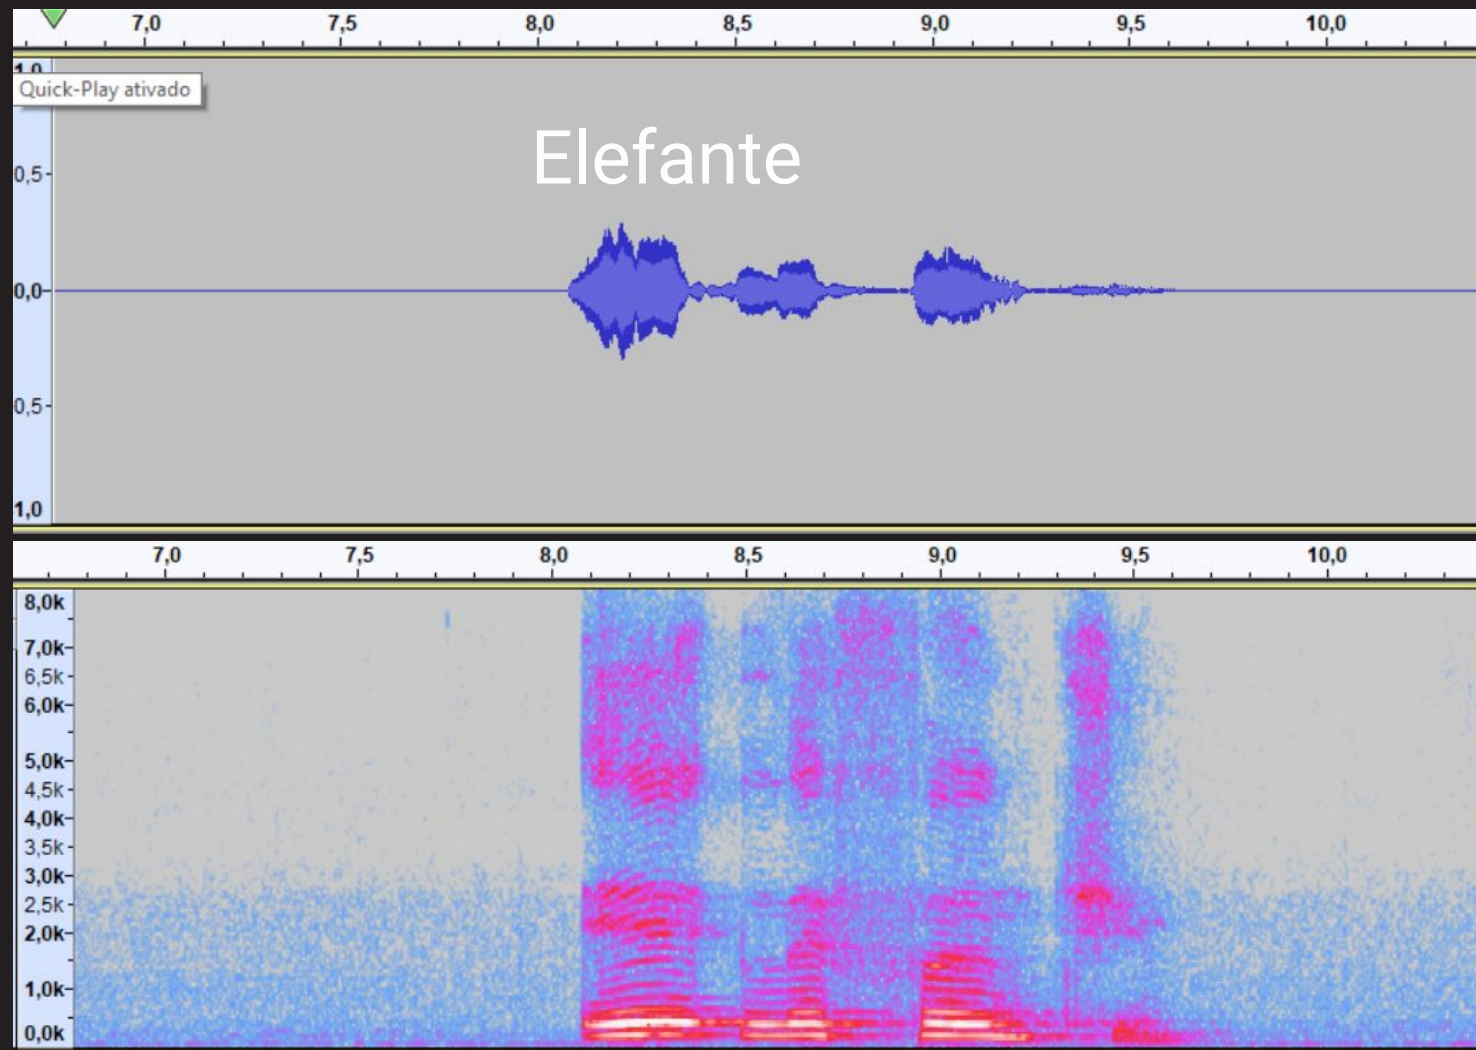 7,0 7,5 8,0 8,5 9,0 9,5 10,0
1,0
Quick-Play ativado
Elefante
0,5-
0,0-
0,5-
1,0
7,0 7,5 8,0 8,5 9,0 9,5 10,0
8,0k
7,0k-
6,5k-
6,0k-
5,0k-
4,5k-
4,0k-
3,5k-
3,0k-
2,5k-
2,0k-
1,0k-
0,0k